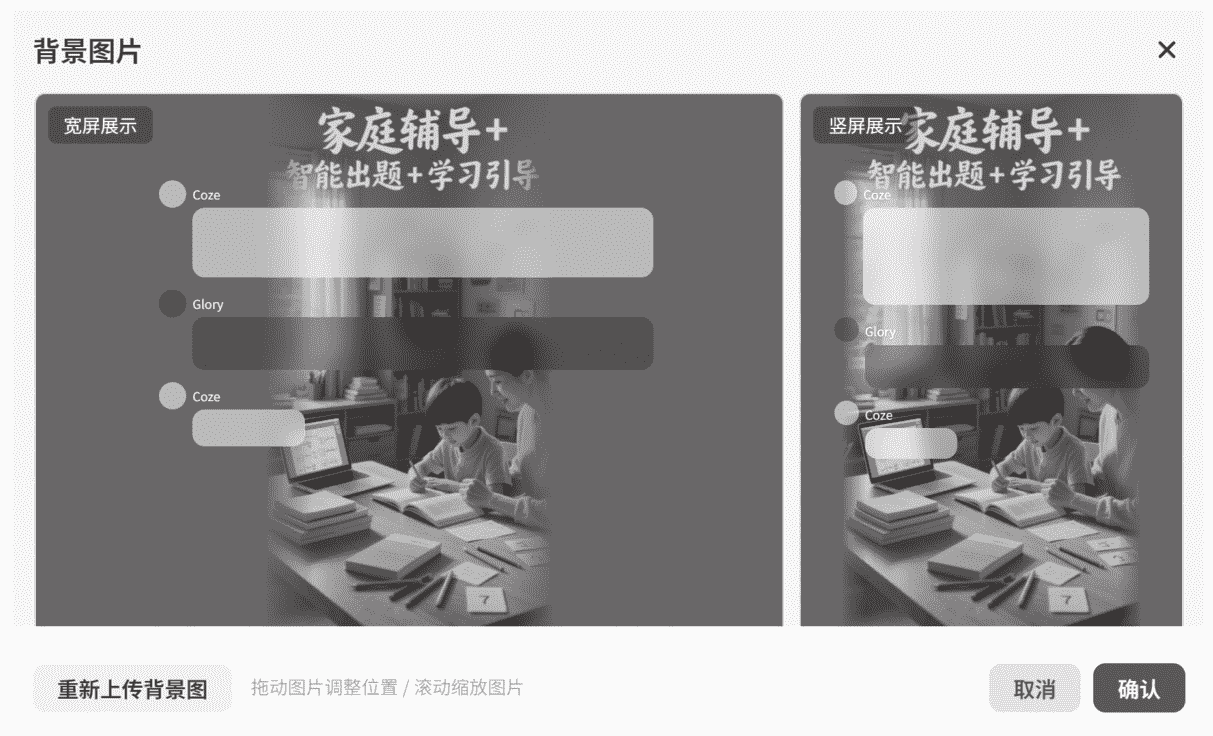 背景图片
宽屏展示
家庭辅导+
智能出题+学习引导
Coze
Glory
Coze
竖屏展示
家庭辅导+
智能出题+学习引导
Coze
Glory
Coze
7
7
重新上传背景图
拖动图片调整位置 / 滚动缩放图片
取消
确认